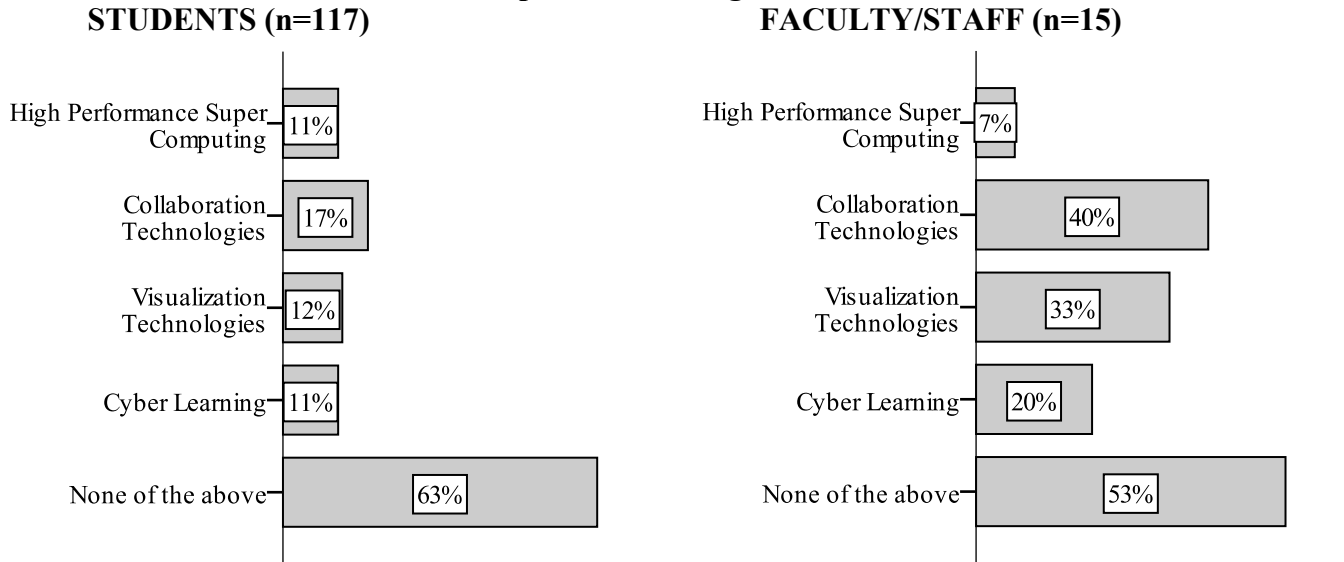 STUDENTS (n=117)
High Performance Super
Computing
11%
Collaboration
Technologies
17%
Visualization
Technologies
12%
Cyber Learning
11%
None of the above
63%
FACULTY/STAFF (n=15)
High Performance Super
Computing
7%
Collaboration
Technologies
40%
Visualization
Technologies
33%
Cyber Learning
20%
None of the above
53%